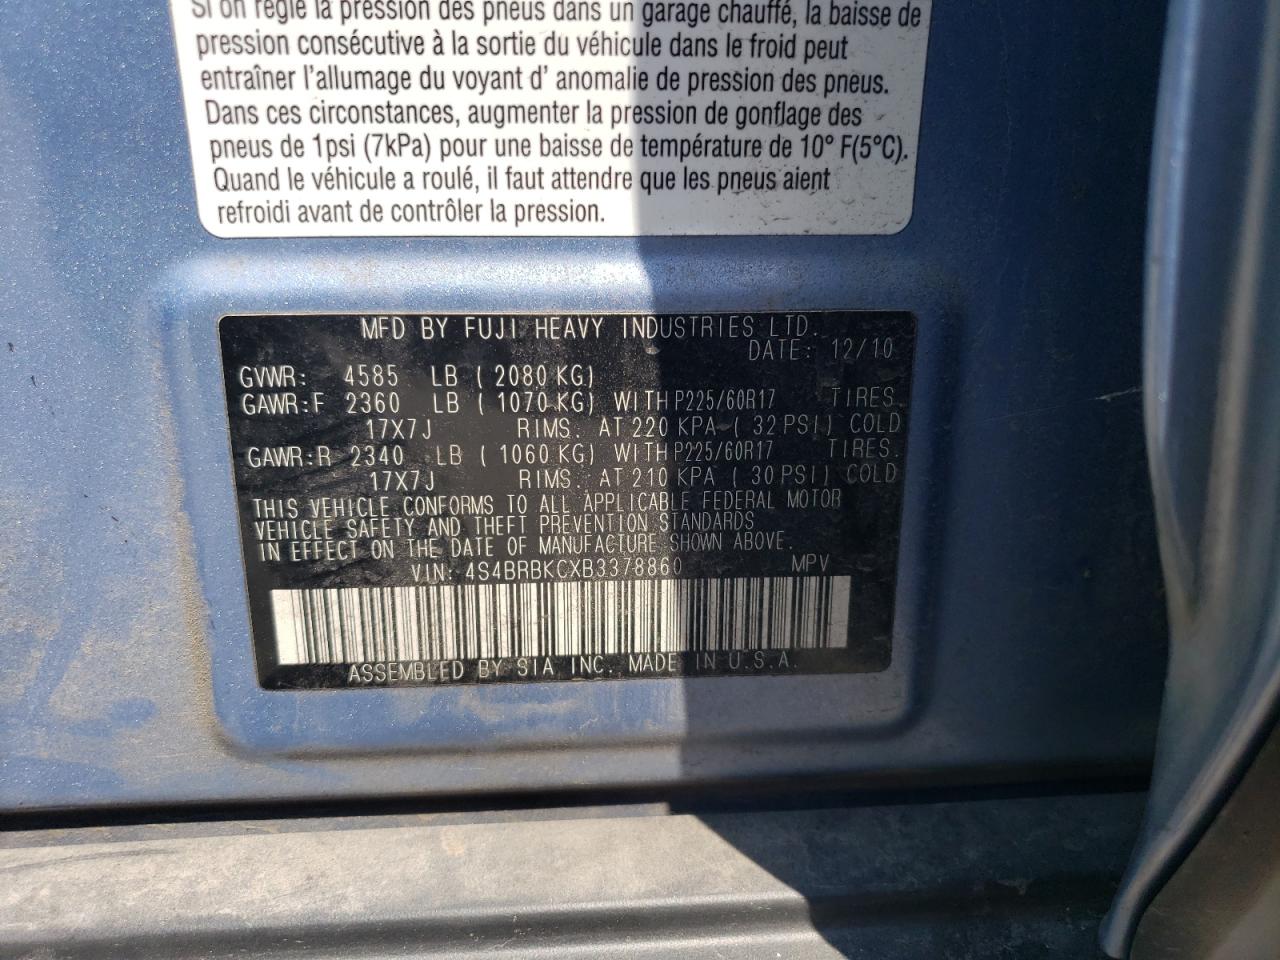 Si on règle la pression des pneus dans un garage chauffé, la baisse de
pression consécutive à la sortie du véhicule dans le froid peut
entraîner l'allumage du voyant d' anomalie de pression des pneus.
Dans ces circonstances, augmenter la pression de gonflage des
pneus de 1psi (7kPa) pour une baisse de température de 10° F(5°C).
Quand le véhicule a roulé, il faut attendre que les pneus aient
refroidi avant de contrôler la pression.
MFD BY FUJI HEAVY INDUSTRIES LTD.
DATE: 12/10
GVWR: 4585 LB ( 2080 KG)
GAWR:F 2360 LB ( 1070 KG) WITH P225/60R17 TIRES.
17X7J RIMS. AT 220 KPA ( 32 PSI) COLD
GAWR:R 2340 LB ( 1060 KG) WITH P225/60R17 TIRES.
17X7J RIMS. AT 210 KPA ( 30 PSI) COLD
THIS VEHICLE CONFORMS TO ALL APPLICABLE FEDERAL MOTOR
VEHICLE SAFETY AND THEFT PREVENTION STANDARDS
IN EFFECT ON THE DATE OF MANUFACTURE SHOWN ABOVE.
VIN: 4S4BRBKCXB3378860 MPV
ASSEMBLED BY SIA INC. MADE IN U.S.A.